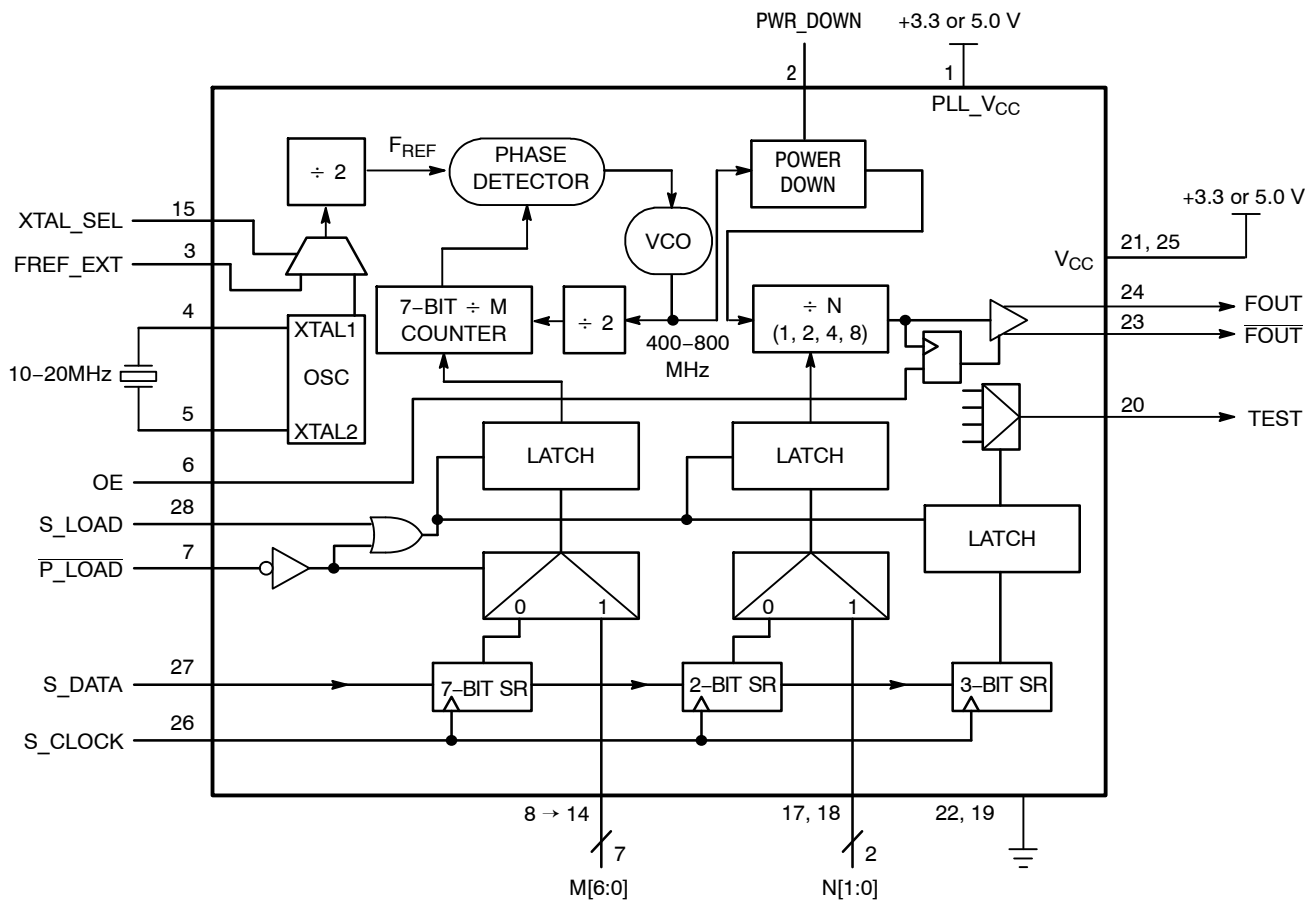 PWR_DOWN
+3.3 or 5.0 V
2
1
PLL_VCC
÷ 2
FREF
PHASE
DETECTOR
POWER
DOWN
+3.3 or 5.0 V
XTAL_SEL
15
VCO
21, 25
VCC
FREF_EXT
3
4
XTAL1
7−BIT ÷ M
COUNTER
÷ 2
400−800
MHz
÷ N
(1, 2, 4, 8)
24
FOUT
23
FOUT
10−20MHz
OSC
5
XTAL2
20
TEST
OE
6
LATCH
LATCH
S_LOAD
28
LATCH
P_LOAD
7
0
1
0
1
S_DATA
27
7−BIT SR
2−BIT SR
3−BIT SR
S_CLOCK
26
8 → 14
17, 18
22, 19
7
2
M[6:0]
N[1:0]